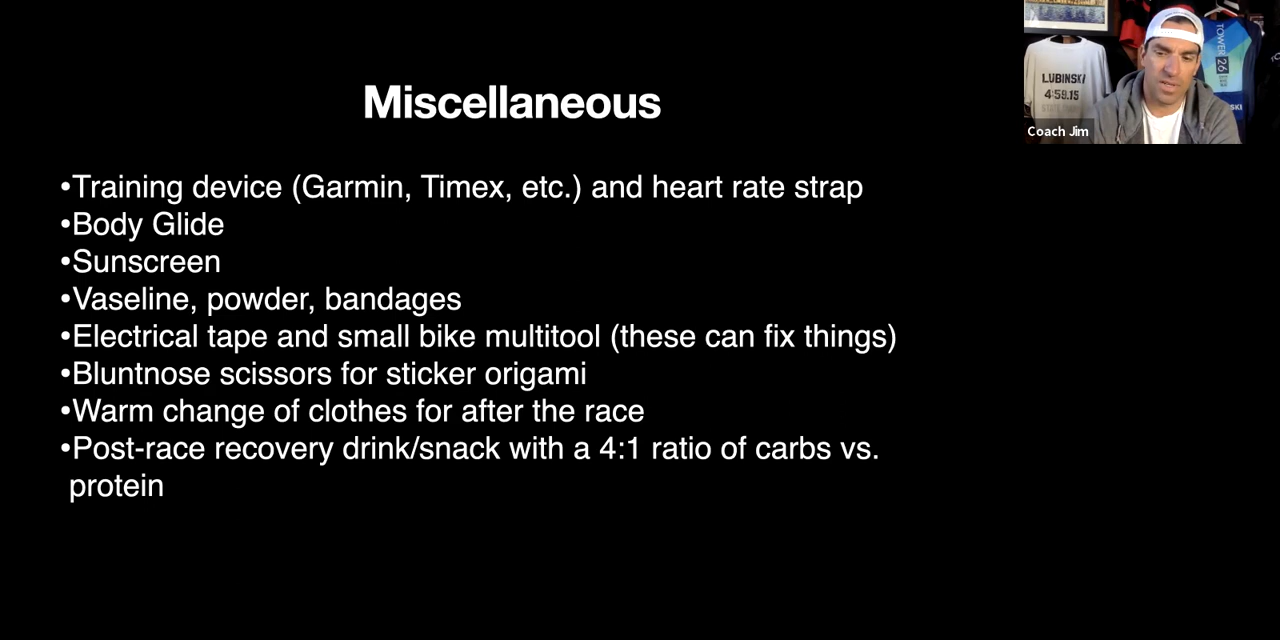 Miscellaneous
•Training device (Garmin, Timex, etc.) and heart rate strap
•Body Glide
•Sunscreen
•Vaseline, powder, bandages
•Electrical tape and small bike multitool (these can fix things)
•Bluntnose scissors for sticker origami
•Warm change of clothes for after the race
•Post-race recovery drink/snack with a 4:1 ratio of carbs vs.
protein
LUBINSKI
4:59.15
TOWER 26
Coach Jim